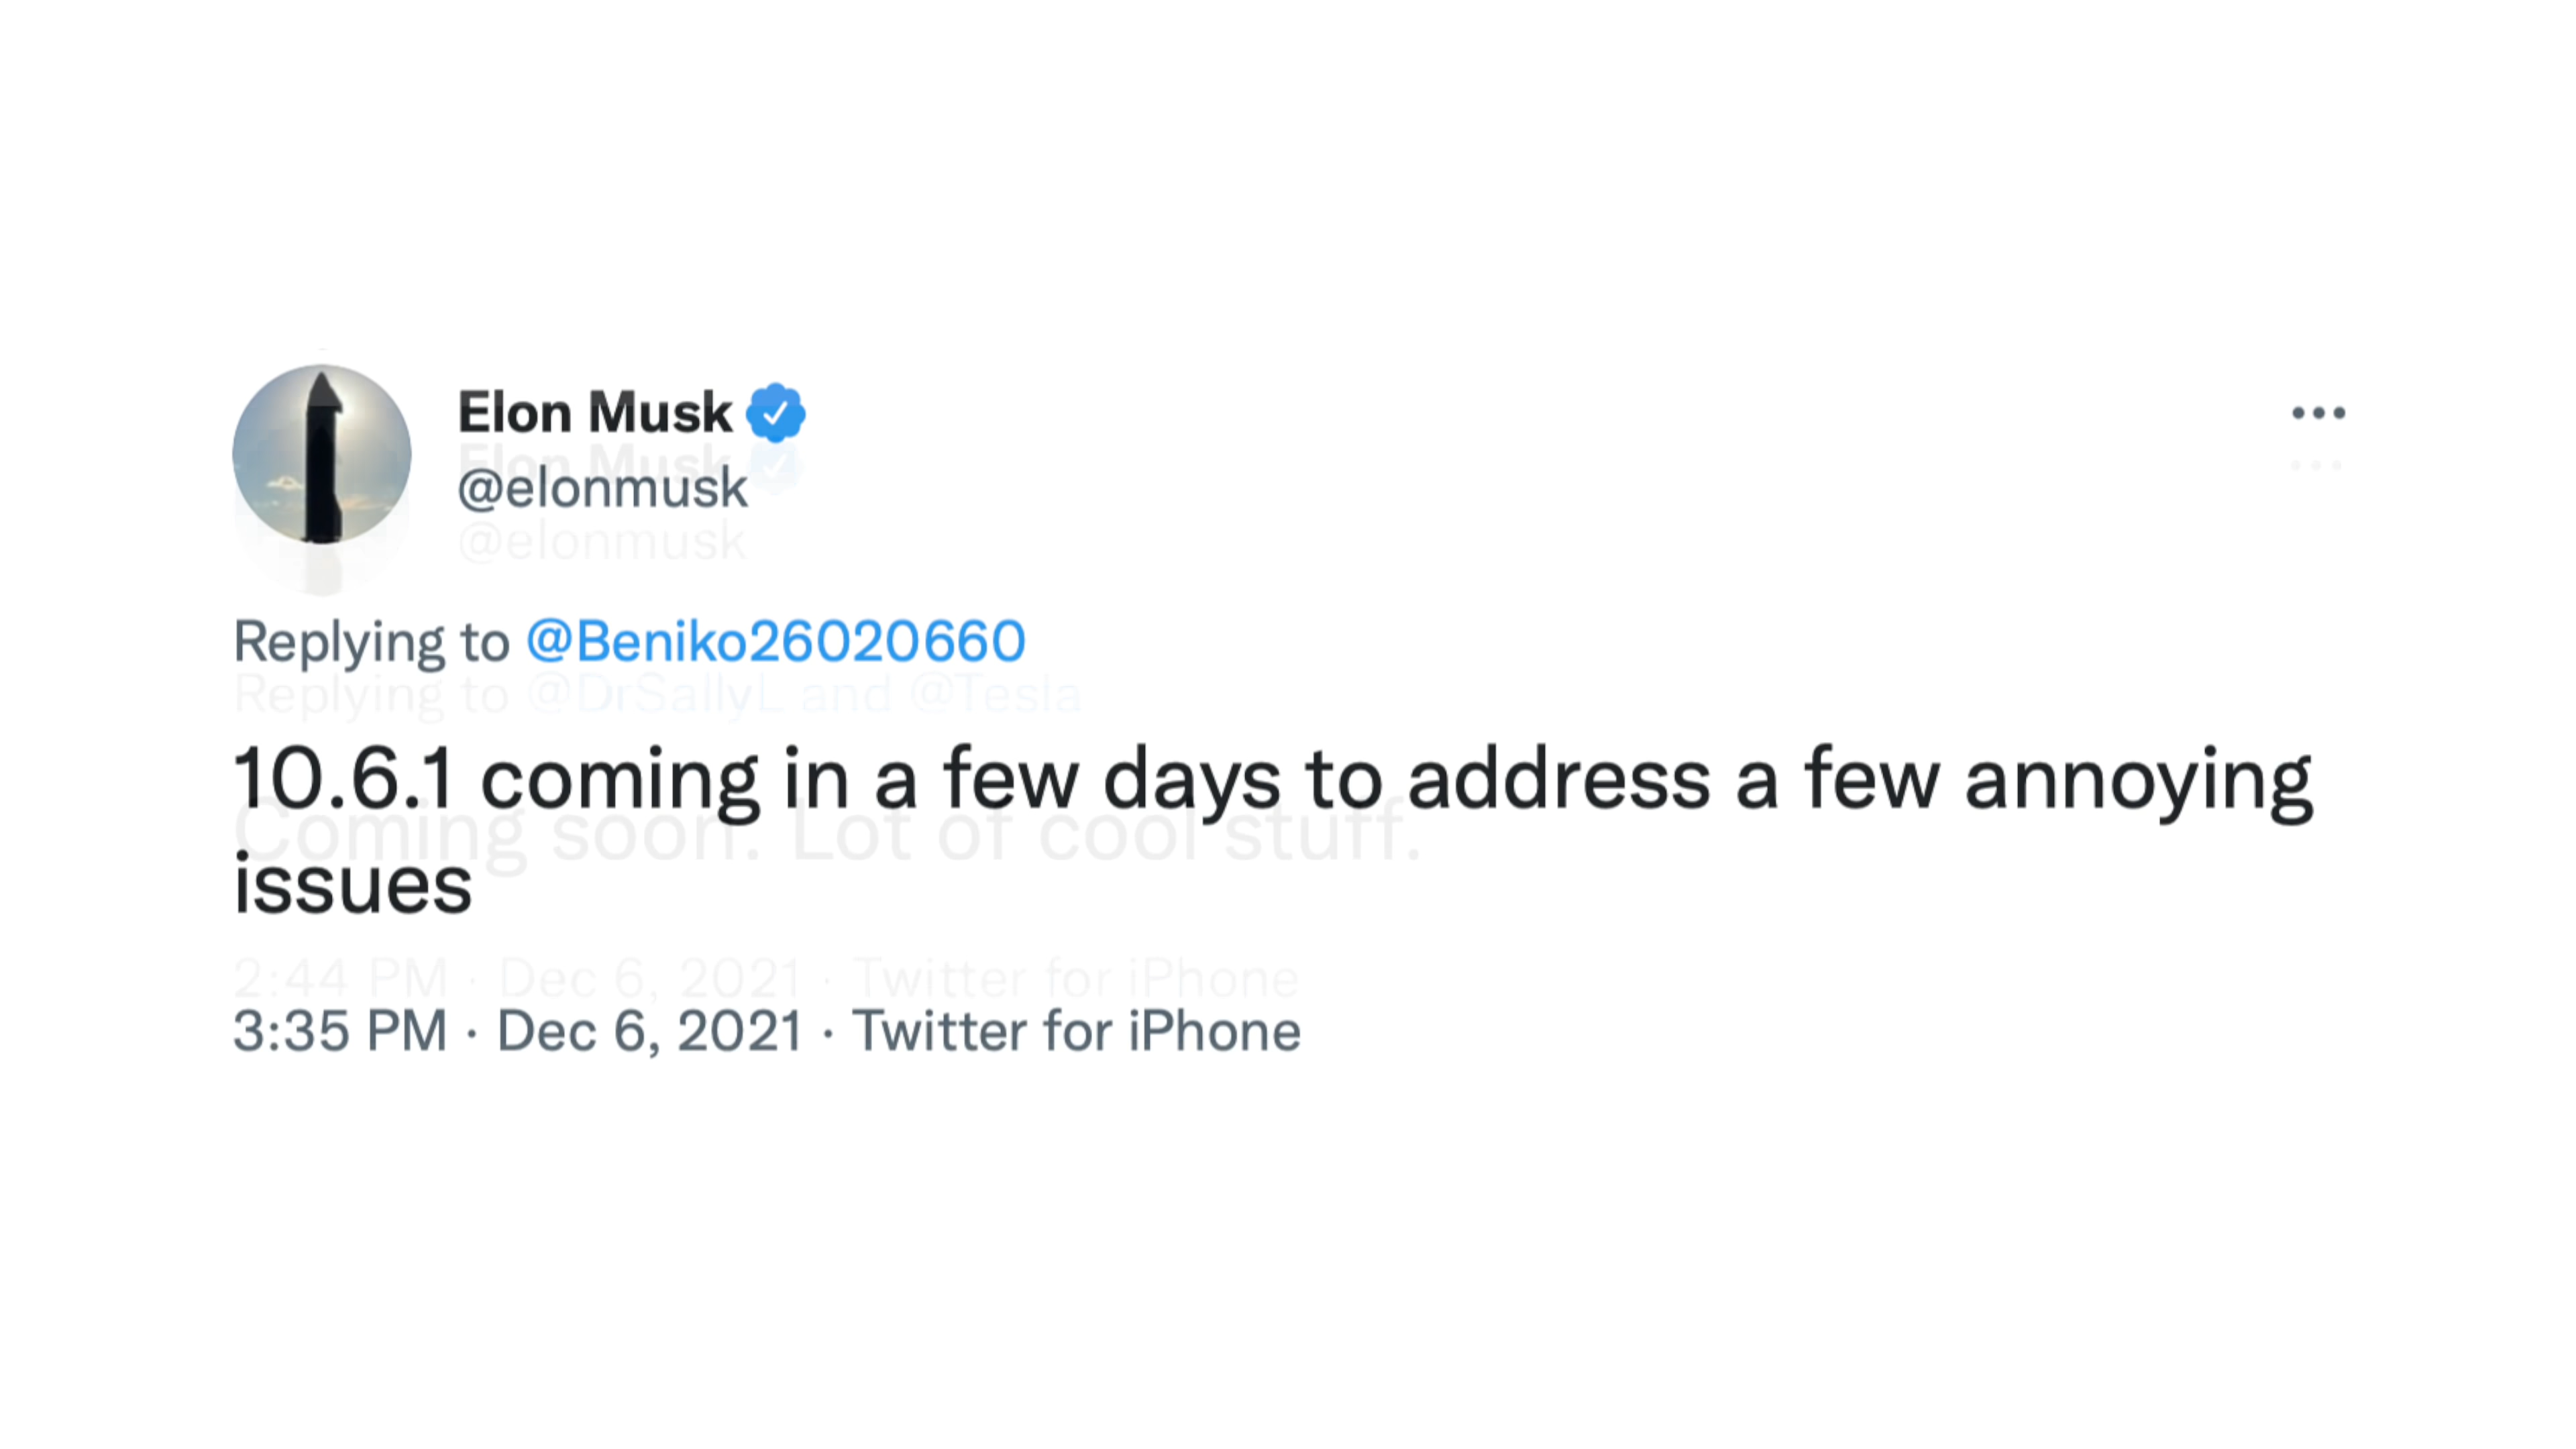 Elon Musk
Elon Musk
@elonmusk
@elonmusk
Replying to @Beniko26020660
Replying to @DrSallyL and @Tesla
10.6.1 coming in a few days to address a few annoying
Coming soon. Lot of cool stuff.
issues
2:44 PM · Dec 6, 2021 · Twitter for iPhone
3:35 PM · Dec 6, 2021 · Twitter for iPhone